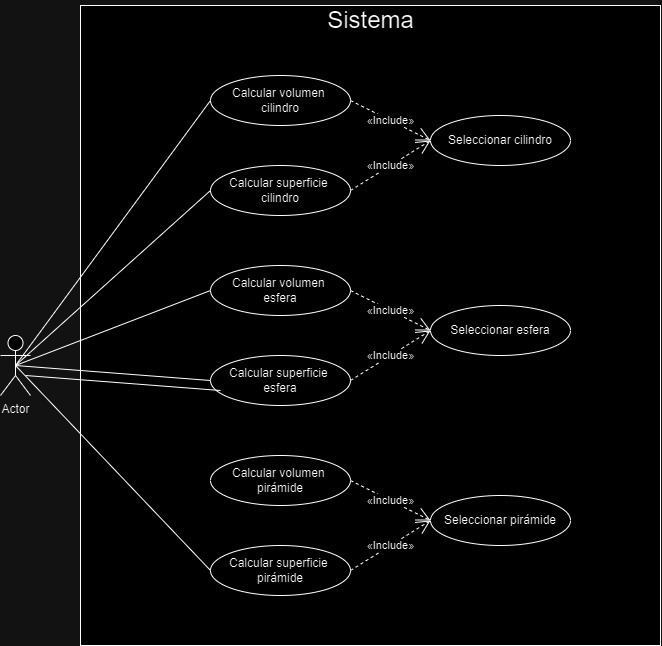 Sistema
Calcular volumen
cilindro
«Include»
Seleccionar cilindro
«Include»
Calcular superficie
cilindro
Calcular volumen
esfera
«Include»
Seleccionar esfera
«Include»
Calcular superficie
esfera
Actor
Calcular volumen
pirámide
«Include»
Seleccionar pirámide
«Include»
Calcular superficie
pirámide